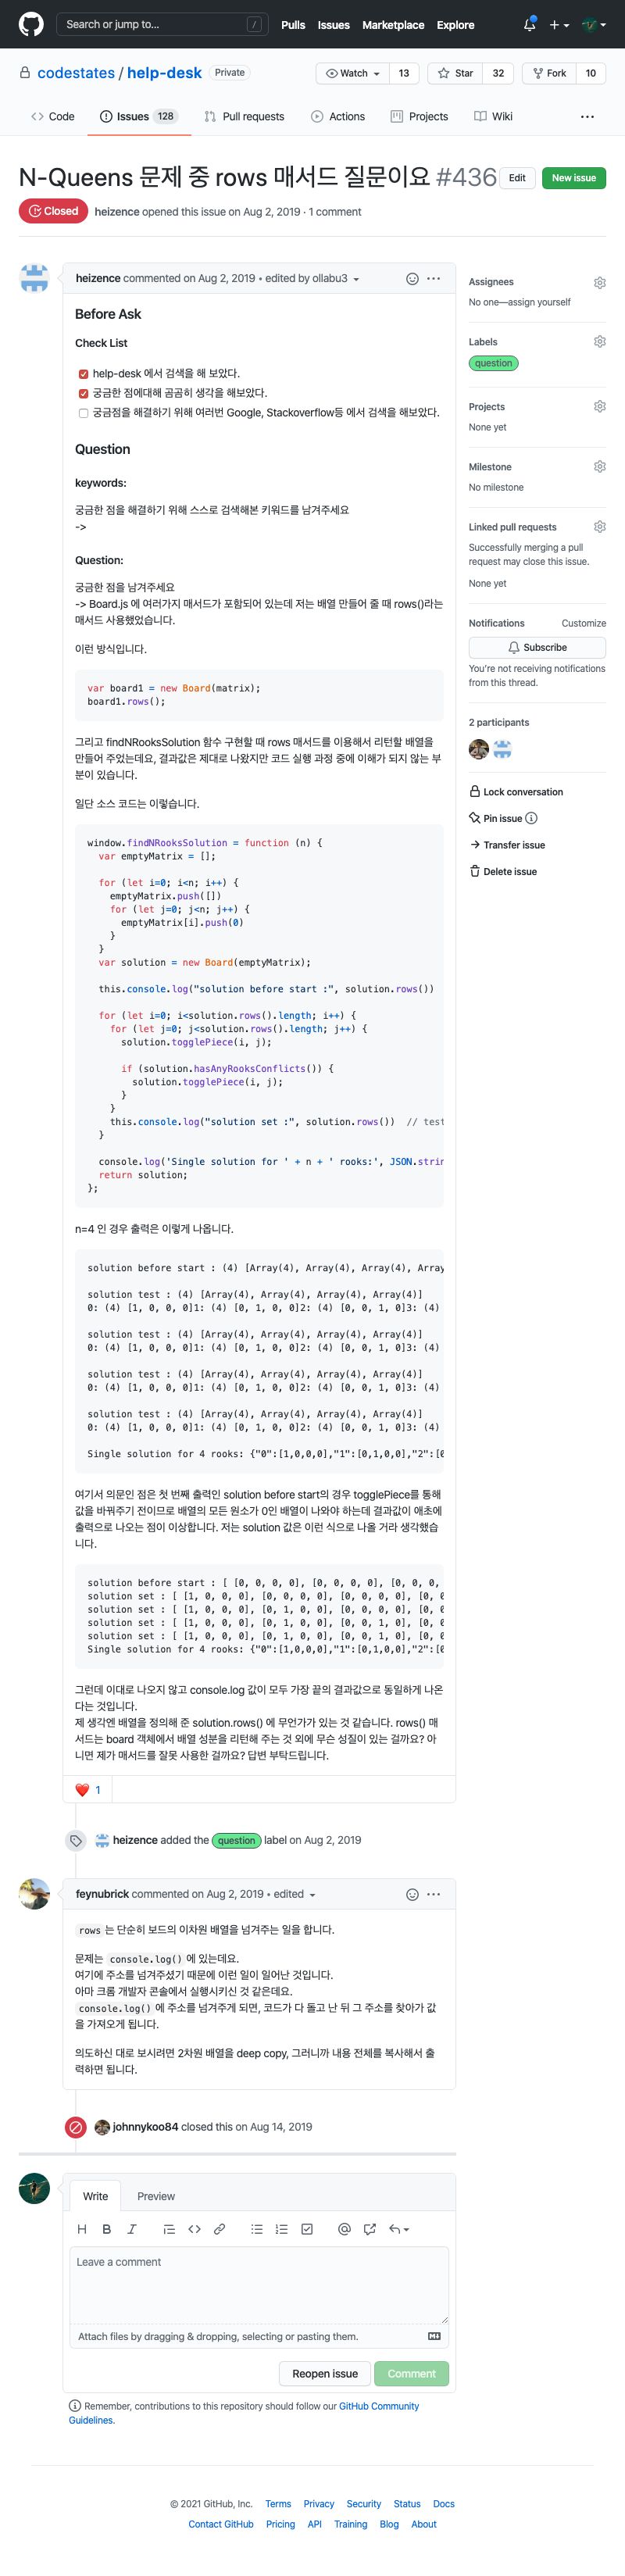 Search or jump to... /
Pulls Issues Marketplace Explore
codestates / help-desk Private
Watch 13 Star 32 Fork 10
Code Issues 128 Pull requests Actions Projects Wiki ...
N-Queens 문제 중 rows 매서드 질문이요 #436
Edit New issue
Closed heizence opened this issue on Aug 2, 2019 · 1 comment
heizence commented on Aug 2, 2019 • edited by ollabu3
Before Ask
Check List
help-desk 에서 검색을 해 보았다.
궁금한 점에대해 곰곰히 생각을 해보았다.
궁금점을 해결하기 위해 여러번 Google, Stackoverflow등 에서 검색을 해보았다.
Question
keywords:
궁금한 점을 해결하기 위해 스스로 검색해본 키워드를 남겨주세요
->
Question:
궁금한 점을 남겨주세요
-> Board.js 에 여러가지 매서드가 포함되어 있는데 저는 배열 만들어 줄 때 rows()라는
매서드 사용했었습니다.
이런 방식입니다.
var board1 = new Board(matrix);
board1.rows();
그리고 findNRooksSolution 함수 구현할 때 rows 매서드를 이용해서 리턴할 배열을
만들어 주었는데요, 결과값은 제대로 나왔지만 코드 실행 과정 중에 이해가 되지 않는 부
분이 있습니다.
일단 소스 코드는 이렇습니다.
window.findNRooksSolution = function (n) {
var emptyMatrix = [];
for (let i=0; i<n; i++) {
emptyMatrix.push([])
for (let j=0; j<n; j++) {
emptyMatrix[i].push(0)
}
}
var solution = new Board(emptyMatrix);
this.console.log("solution before start :", solution.rows())
for (let i=0; i<solution.rows().length; i++) {
for (let j=0; j<solution.rows().length; j++) {
solution.togglePiece(i, j);
if (solution.hasAnyRooksConflicts()) {
solution.togglePiece(i, j);
}
}
this.console.log("solution set :", solution.rows()) // test
}
console.log('Single solution for ' + n + ' rooks:', JSON.strin
return solution;
};
n=4 인 경우 출력은 이렇게 나옵니다.
solution before start : (4) [Array(4), Array(4), Array(4), Array
solution test : (4) [Array(4), Array(4), Array(4), Array(4)]
0: (4) [1, 0, 0, 0]1: (4) [0, 1, 0, 0]2: (4) [0, 0, 1, 0]3: (4)
solution test : (4) [Array(4), Array(4), Array(4), Array(4)]
0: (4) [1, 0, 0, 0]1: (4) [0, 1, 0, 0]2: (4) [0, 0, 1, 0]3: (4)
solution test : (4) [Array(4), Array(4), Array(4), Array(4)]
0: (4) [1, 0, 0, 0]1: (4) [0, 1, 0, 0]2: (4) [0, 0, 1, 0]3: (4)
solution test : (4) [Array(4), Array(4), Array(4), Array(4)]
0: (4) [1, 0, 0, 0]1: (4) [0, 1, 0, 0]2: (4) [0, 0, 1, 0]3: (4)
Single solution for 4 rooks: {"0":[1,0,0,0],"1":[0,1,0,0],"2":[0
여기서 의문인 점은 첫 번째 출력인 solution before start의 경우 togglePiece를 통해
값을 바꿔주기 전이므로 배열의 모든 원소가 0인 배열이 나와야 하는데 결과값이 애초에
출력으로 나오는 점이 이상합니다. 저는 solution 값은 이런 식으로 나올 거라 생각했습니
다.
solution before start : [ [0, 0, 0, 0], [0, 0, 0, 0], [0, 0, 0,
solution set : [ [1, 0, 0, 0], [0, 0, 0, 0], [0, 0, 0, 0], [0, 0
solution set : [ [1, 0, 0, 0], [0, 1, 0, 0], [0, 0, 0, 0], [0, 0
solution set : [ [1, 0, 0, 0], [0, 1, 0, 0], [0, 0, 1, 0], [0, 0
solution set : [ [1, 0, 0, 0], [0, 1, 0, 0], [0, 0, 1, 0], [0, 0
Single solution for 4 rooks: {"0":[1,0,0,0],"1":[0,1,0,0],"2":[0
그런데 이대로 나오지 않고 console.log 값이 모두 가장 끝의 결과값으로 동일하게 나온
다는 것입니다.
제 생각엔 배열을 정의해 준 solution.rows() 에 무언가가 있는 것 같습니다. rows() 매
서드는 board 객체에서 배열 성분을 리턴해 주는 것 외에 무슨 성질이 있는 걸까요? 아
니면 제가 매서드를 잘못 사용한 걸까요? 답변 부탁드립니다.
❤️ 1
heizence added the question label on Aug 2, 2019
feynubrick commented on Aug 2, 2019 • edited
rows 는 단순히 보드의 이차원 배열을 넘겨주는 일을 합니다.
문제는 console.log() 에 있는데요.
여기에 주소를 넘겨주셨기 때문에 이런 일이 일어난 것입니다.
아마 크롬 개발자 콘솔에서 실행시키신 것 같은데요.
console.log() 에 주소를 넘겨주게 되면, 코드가 다 돌고 난 뒤 그 주소를 찾아가 값
을 가져오게 됩니다.
의도하신 대로 보시려면 2차원 배열을 deep copy, 그러니까 내용 전체를 복사해서 출
력하면 됩니다.
johnnykoo84 closed this on Aug 14, 2019
Write Preview
Leave a comment
Attach files by dragging & dropping, selecting or pasting them.
Reopen issue Comment
Remember, contributions to this repository should follow our GitHub Community
Guidelines.
Assignees
No one—assign yourself
Labels
question
Projects
None yet
Milestone
No milestone
Linked pull requests
Successfully merging a pull
request may close this issue.
None yet
Notifications Customize
Subscribe
You're not receiving notifications
from this thread.
2 participants
Lock conversation
Pin issue
Transfer issue
Delete issue
© 2021 GitHub, Inc. Terms Privacy Security Status Docs
Contact GitHub Pricing API Training Blog About